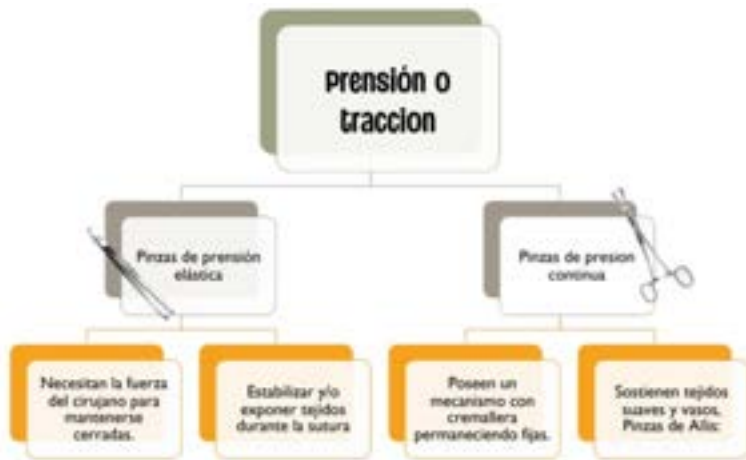 Prensión o
traccion
Pinzas de prensión
elástica
Pinzas de presion
continua
Necesitan la fuerza
del cirujano para
mantenerse
cerradas.
Estabilizar y/o
exponer tejidos
durante la sutura
Poseen un
mecanismo con
cremallera
permaneciendo fijas.
Sostienen tejidos
suaves y vasos,
Pinzas de Allis: